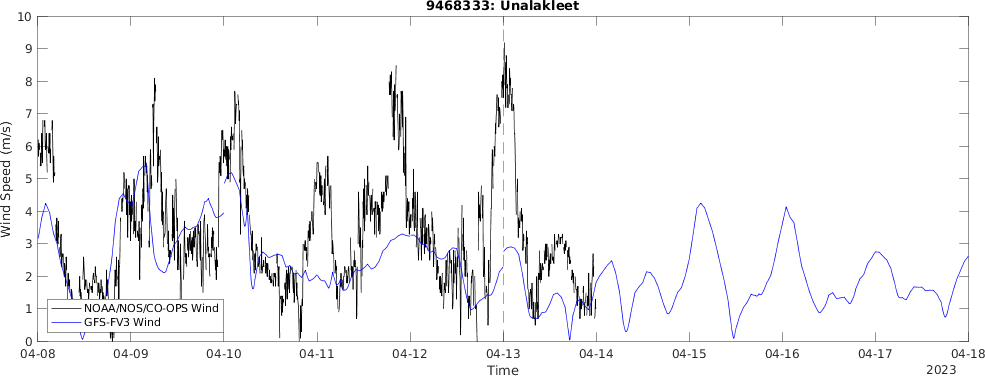 9468333: Unalakleet
10
9
8
7
6
5
4
3
2
1
0
Wind Speed (m/s)
NOAA/NOS/CO-OPS Wind
GFS-FV3 Wind
04-08 04-09 04-10 04-11 04-12 04-13 04-14 04-15 04-16 04-17 04-18
Time
2023